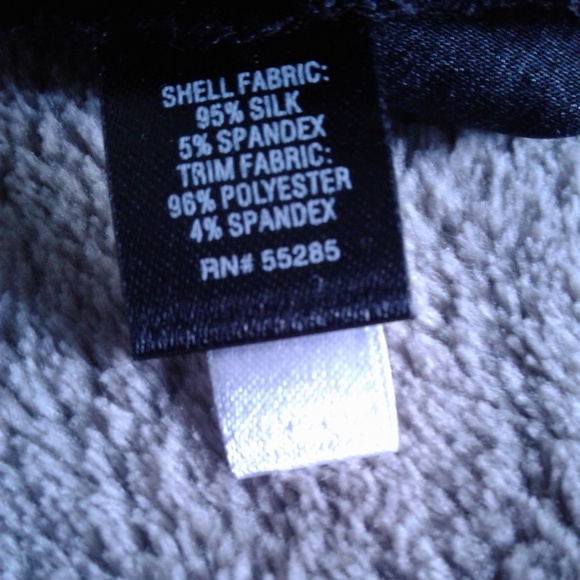 SHELL FABRIC:
95% SILK
5% SPANDEX
TRIM FABRIC:
96% POLYESTER
4% SPANDEX
RN# 55285